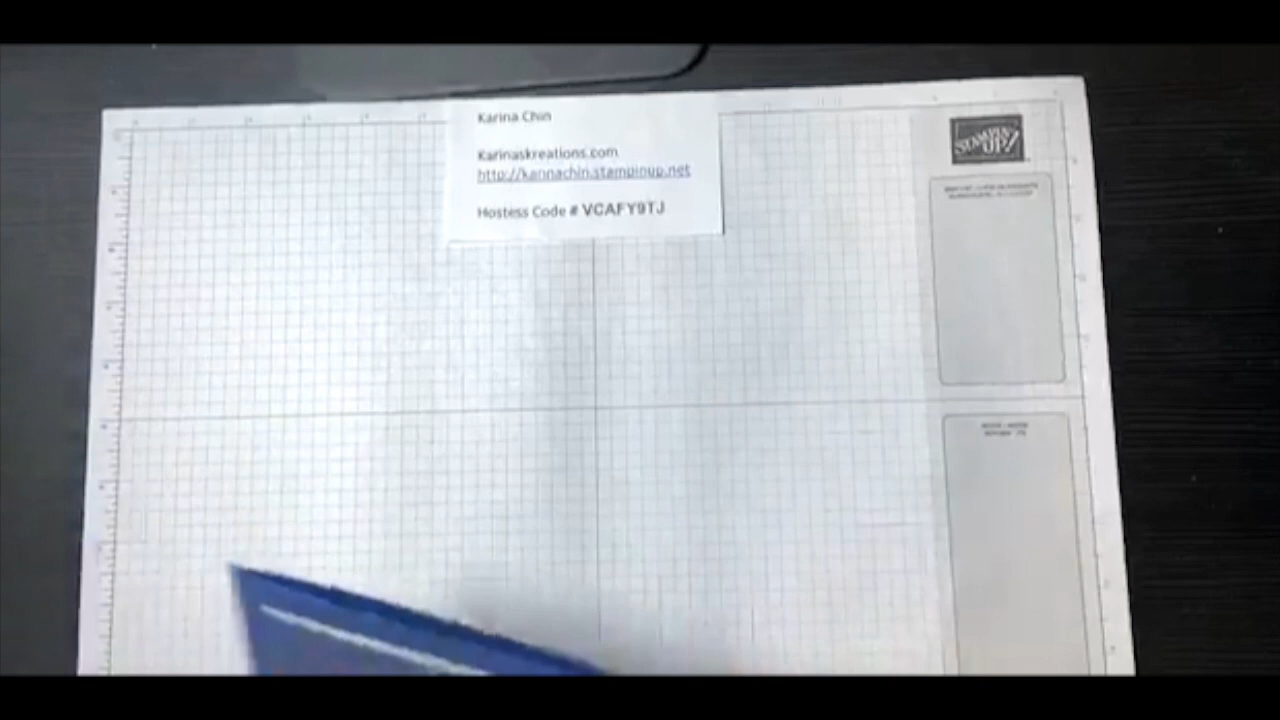 Karina Chin
Karinaskreations.com
http://karinachin.stampinup.net
Hostess Code # VCAFY9TJ
STAMPIN' UP!